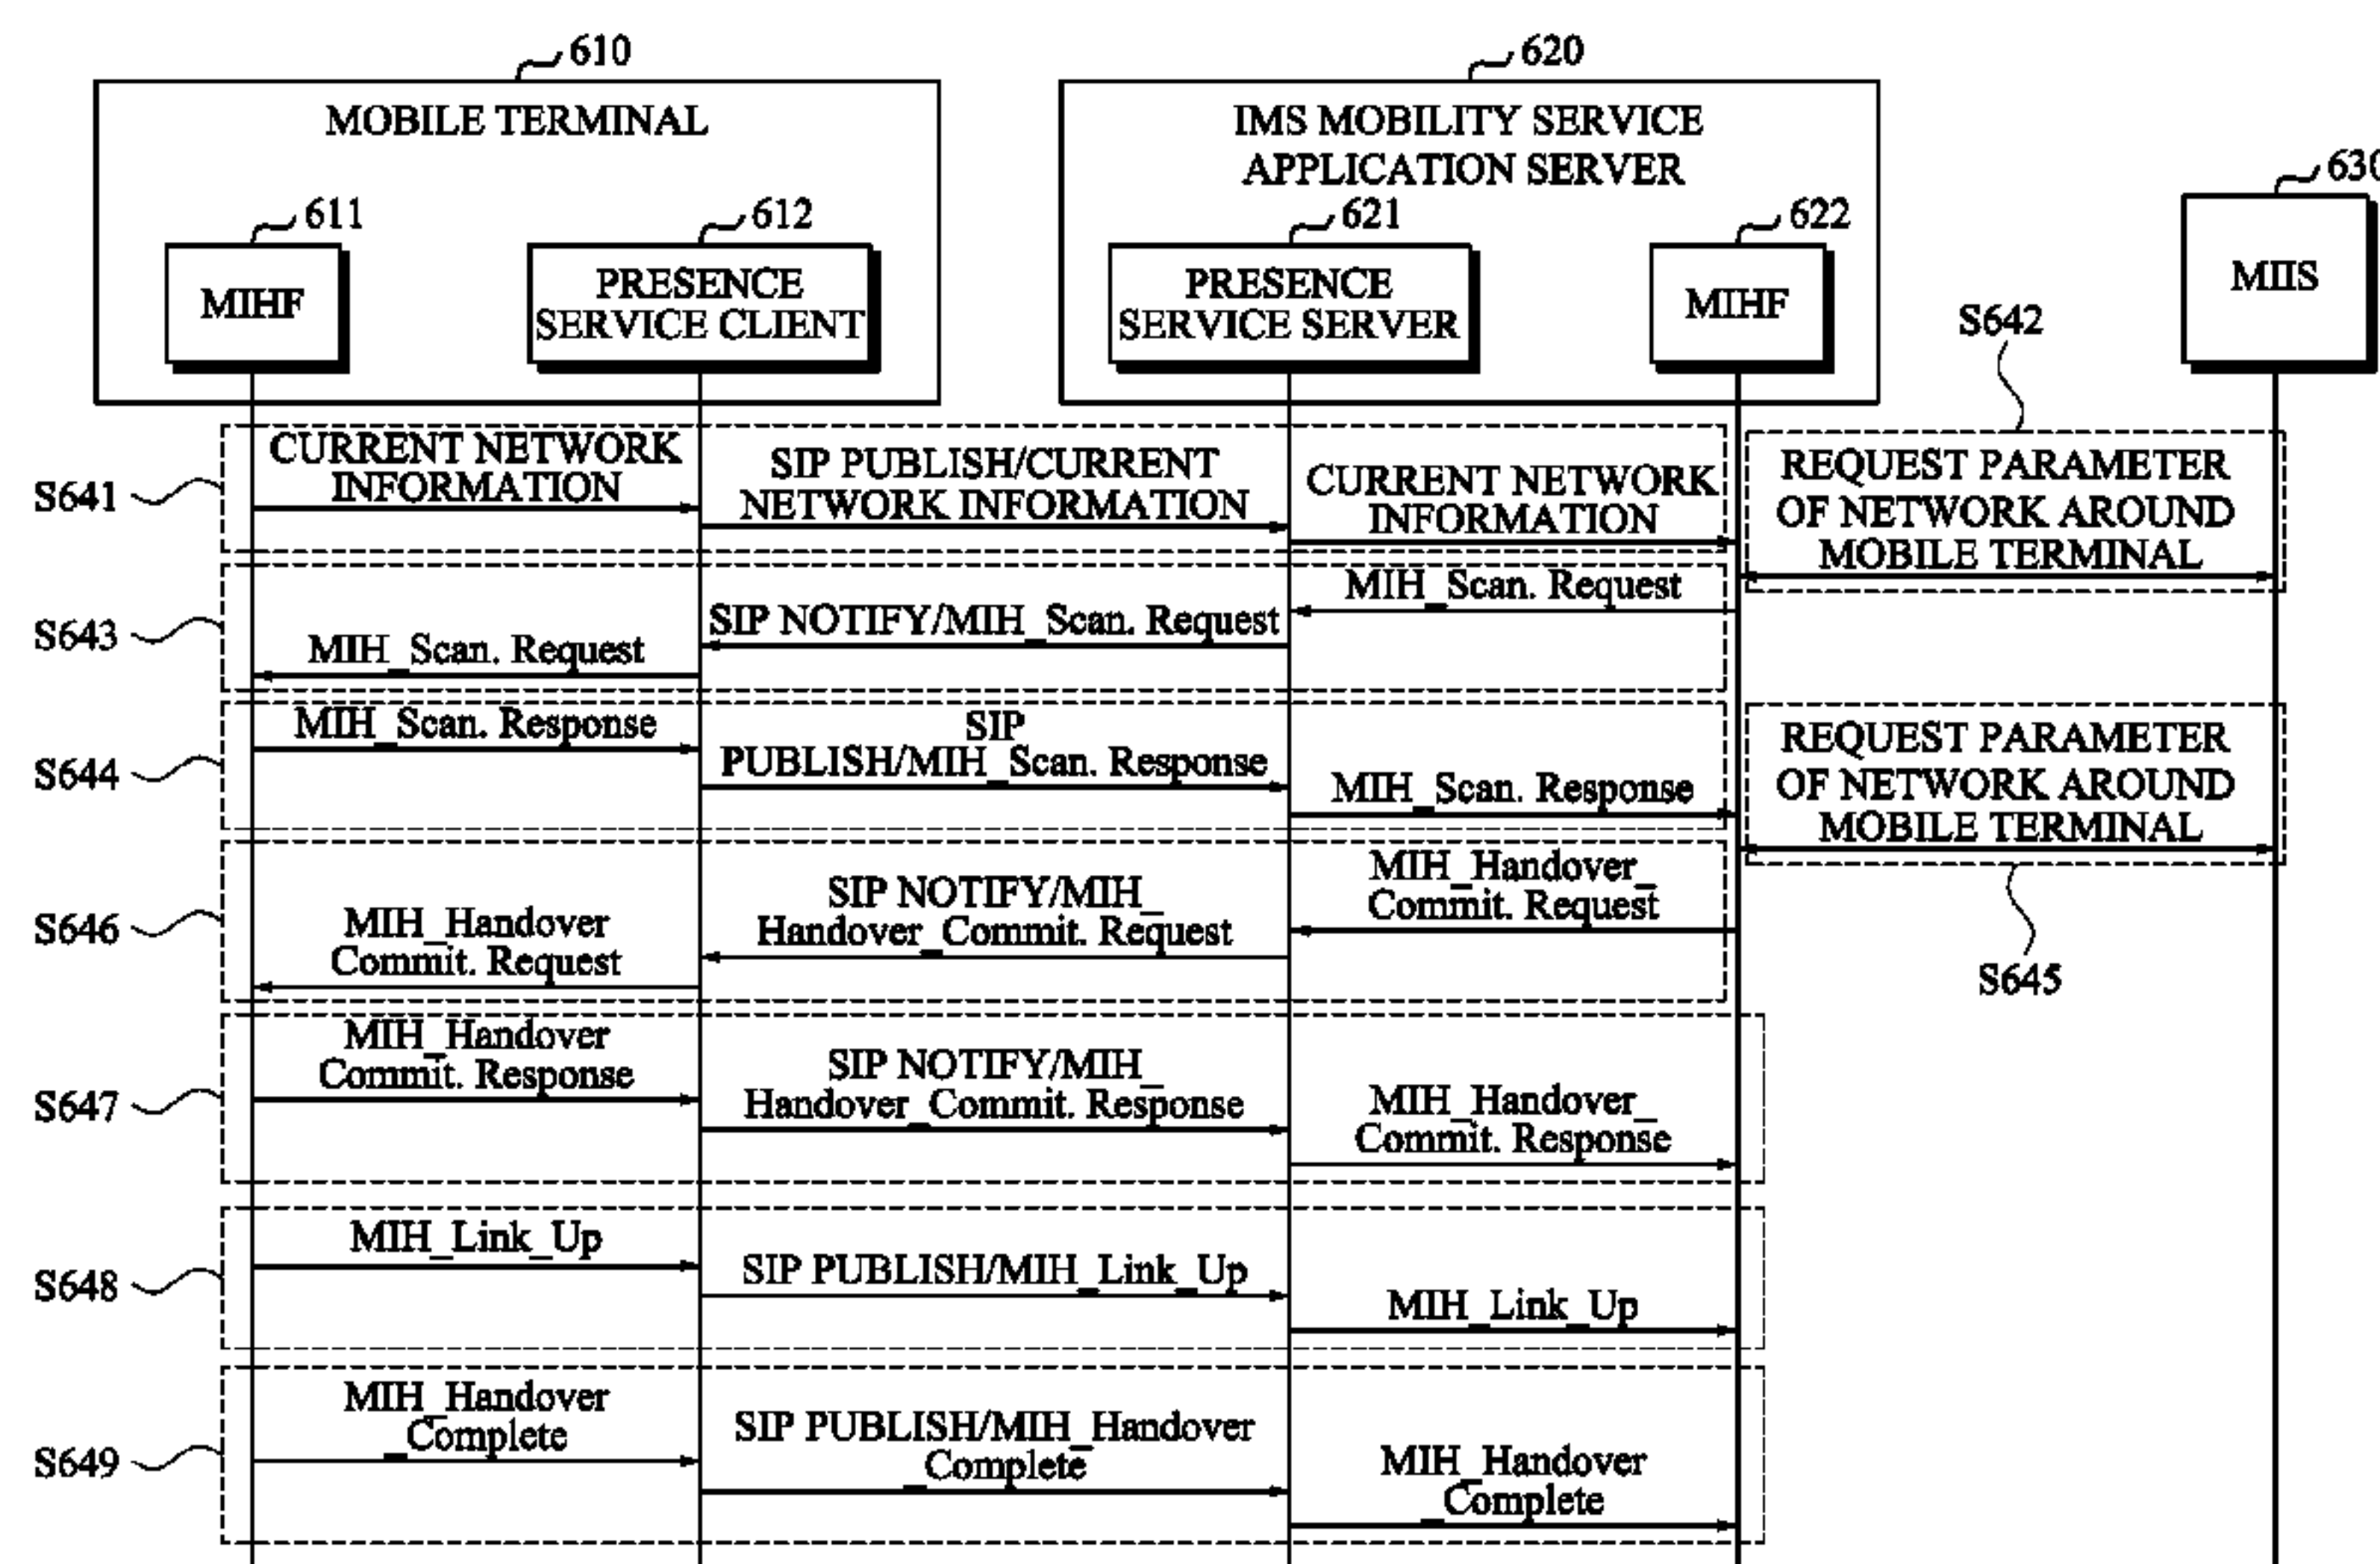 610
620
MOBILE TERMINAL
IMS MOBILITY SERVICE
APPLICATION SERVER
630
611
612
621
622
MIHF
PRESENCE
SERVICE CLIENT
PRESENCE
SERVICE SERVER
MIHF
MIIS
S642
S641
CURRENT NETWORK
INFORMATION
SIP PUBLISH/CURRENT
NETWORK INFORMATION
CURRENT NETWORK
INFORMATION
REQUEST PARAMETER
OF NETWORK AROUND
MOBILE TERMINAL
S643
MIH_Scan. Request
SIP NOTIFY/MIH_Scan. Request
MIH_Scan. Request
S644
MIH_Scan. Response
SIP
PUBLISH/MIH_Scan. Response
MIH_Scan. Response
REQUEST PARAMETER
OF NETWORK AROUND
MOBILE TERMINAL
S645
S646
MIH_Handover_
Commit. Request
SIP NOTIFY/MIH_
Handover_Commit. Request
MIH_Handover
Commit. Request
S647
MIH_Handover
Commit. Response
SIP NOTIFY/MIH_
Handover_Commit. Response
MIH_Handover_
Commit. Response
S648
MIH_Link_Up
SIP PUBLISH/MIH_Link_Up
MIH_Link_Up
S649
MIH_Handover
_Complete
SIP PUBLISH/MIH_Handover
_Complete
MIH_Handover
_Complete